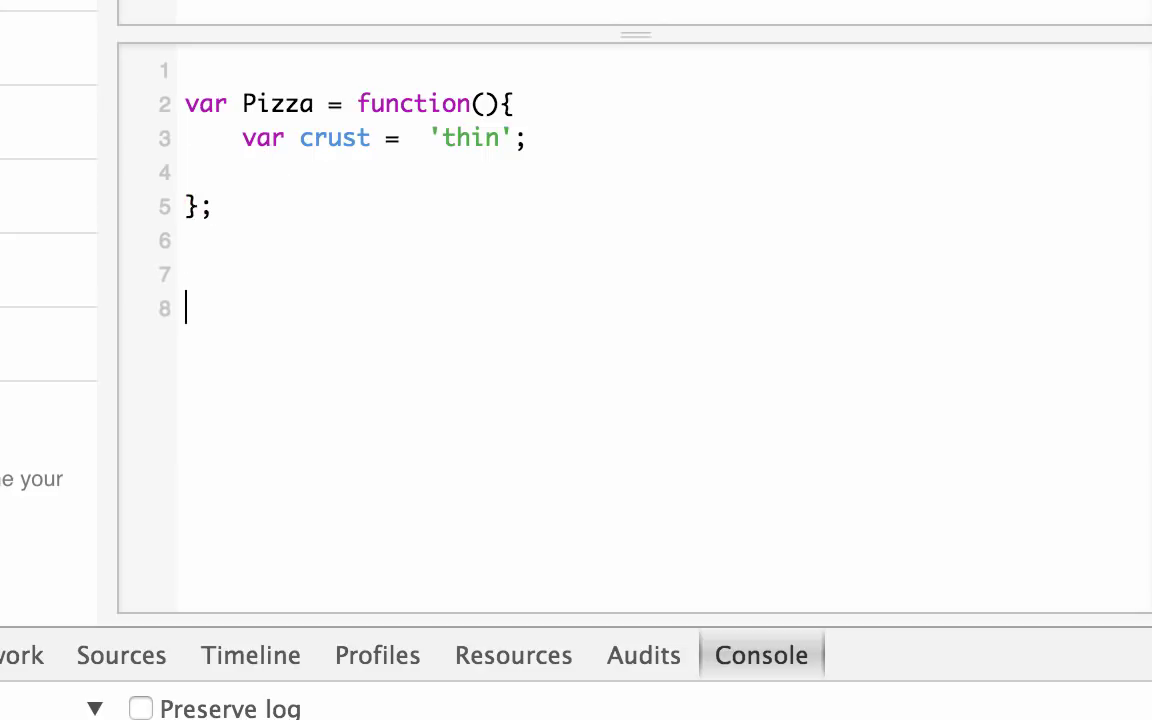 1
2 var Pizza = function(){
3     var crust =  'thin';
4
5 };
6
7
8
e your
work Sources Timeline Profiles Resources Audits Console
▼ Preserve log